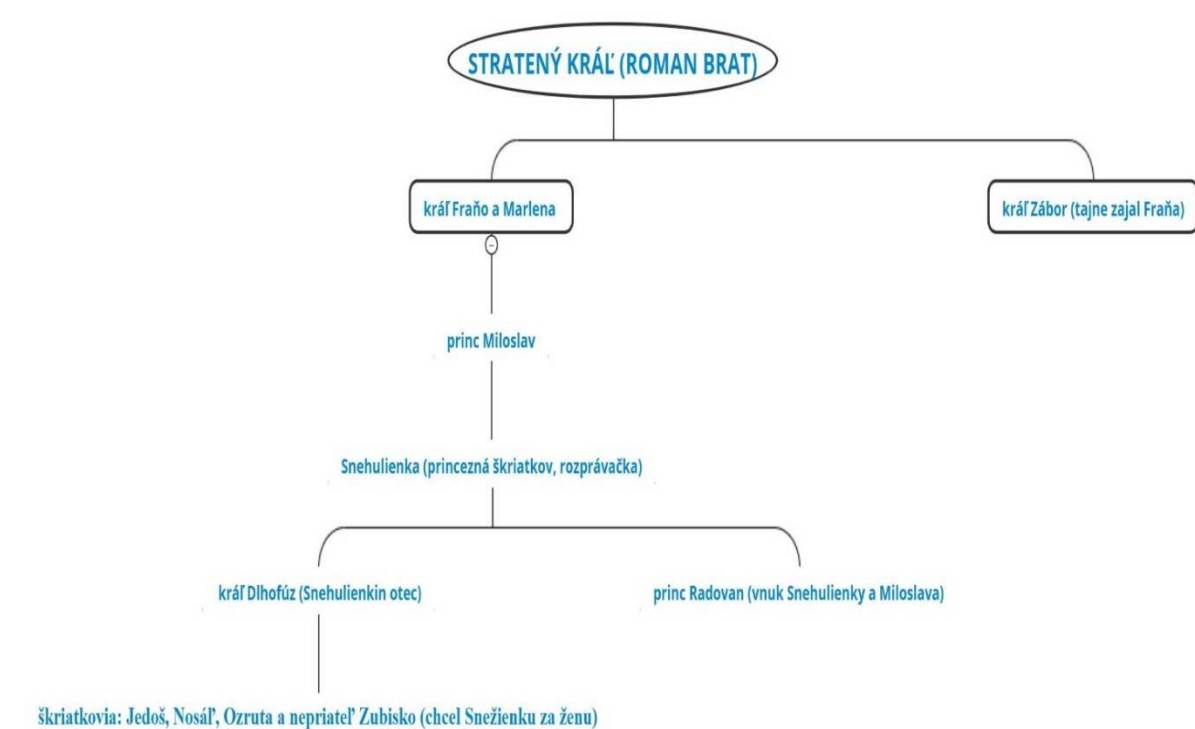 STRATENÝ KRÁĽ (ROMAN BRAT)
kráľ Fraňo a Marlena
kráľ Zábor (tajne zajal Fraňa)
princ Miloslav
Snehulienka (princezná škriatkov, rozprávačka)
kráľ Dlhofúz (Snehulienkin otec)
princ Radovan (vnuk Snehulienky a Miloslava)
škriatkovia: Jedoš, Nosáľ, Ozruta a nepriateľ Zubisko (chcel Snežienku za ženu)